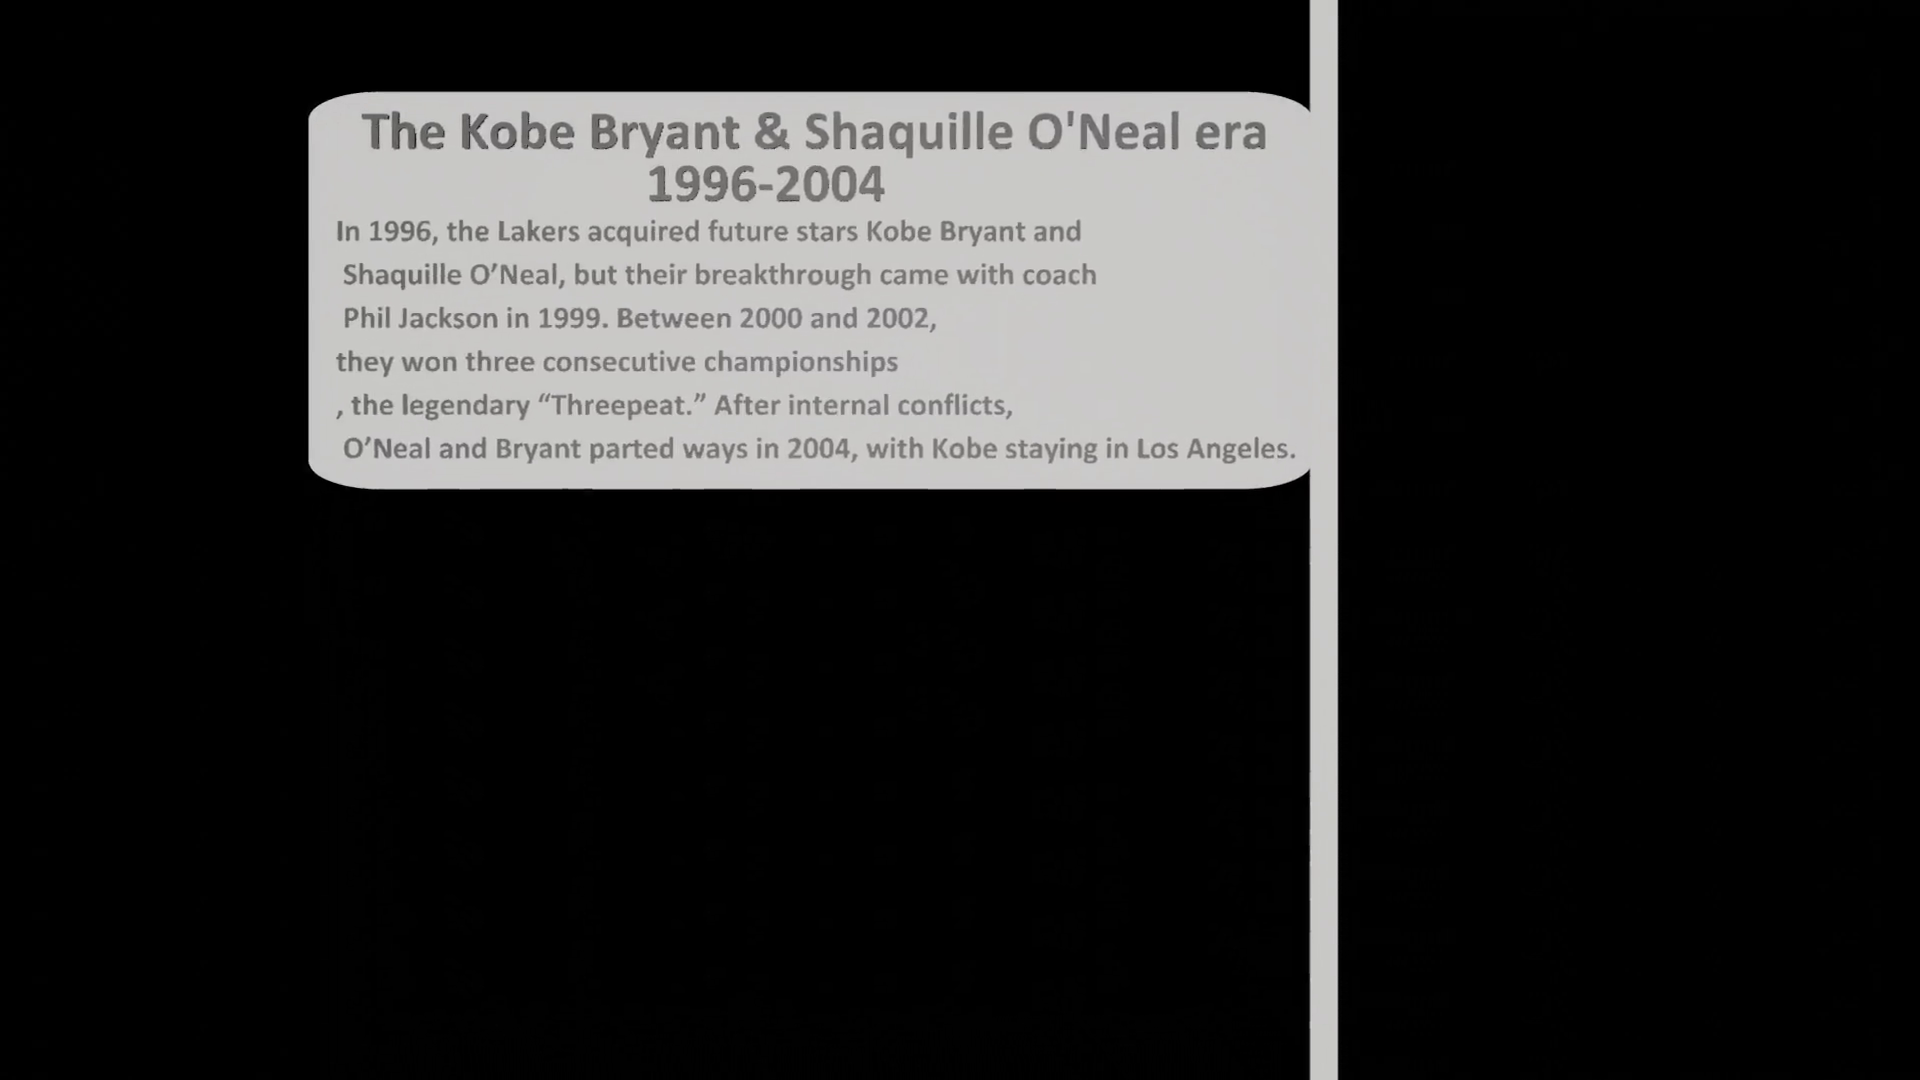 The Kobe Bryant & Shaquille O'Neal era
1996-2004
In 1996, the Lakers acquired future stars Kobe Bryant and
Shaquille O’Neal, but their breakthrough came with coach
Phil Jackson in 1999. Between 2000 and 2002,
they won three consecutive championships
, the legendary “Threepeat.” After internal conflicts,
O’Neal and Bryant parted ways in 2004, with Kobe staying in Los Angeles.